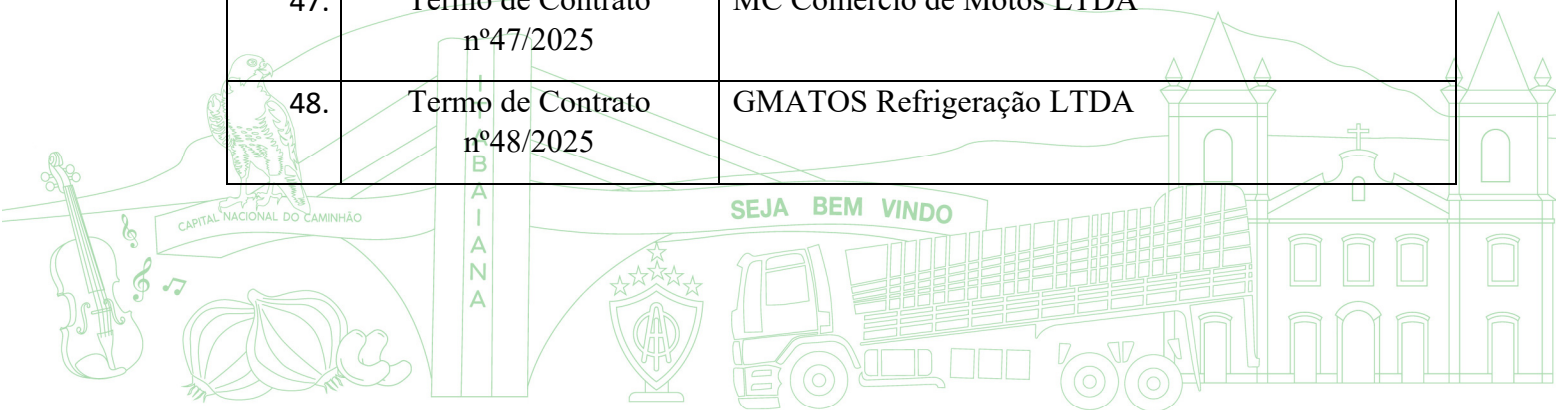 47. Termo de Contrato MC Comércio de Motos LTDA
nº47/2025
48. Termo de Contrato GMATOS Refrigeração LTDA
nº48/2025
CAPITAL NACIONAL DO CAMINHÃO
SEJA BEM VINDO
BAIANA